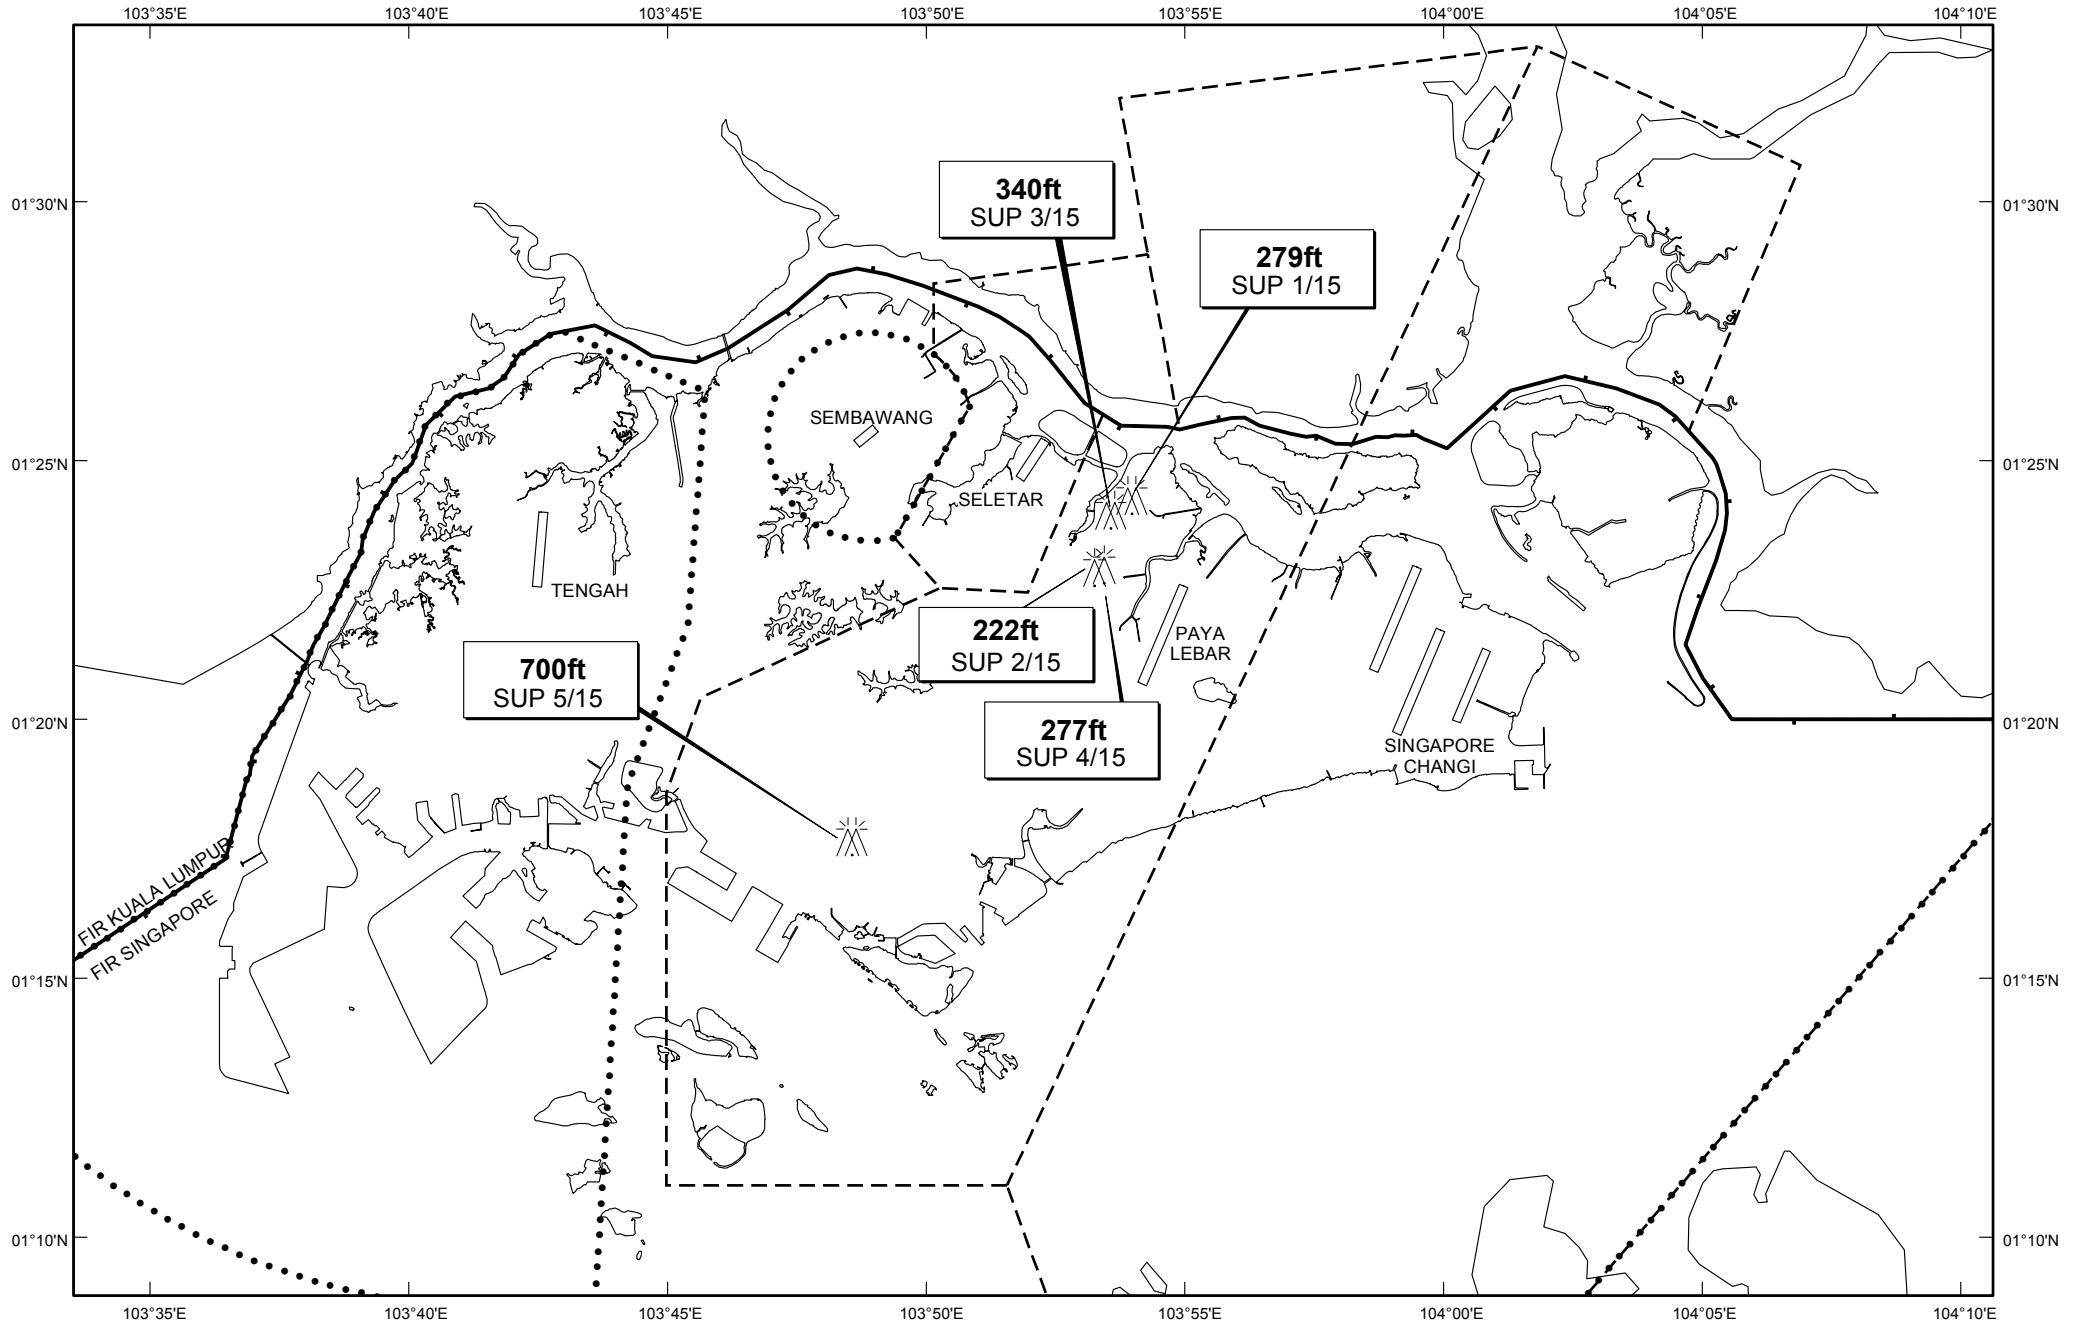 103°35'E 103°40'E 103°45'E 103°50'E 103°55'E 104°00'E 104°05'E 104°10'E
01°30'N 01°30'N
340ft
SUP 3/15
279ft
SUP 1/15
SEMBAWANG
01°25'N 01°25'N
SELETAR
TENGAH
222ft
SUP 2/15
PAYA
LEBAR
700ft
SUP 5/15
01°20'N 01°20'N
277ft
SUP 4/15
SINGAPORE
CHANGI
FIR KUALA LUMPUR
FIR SINGAPORE
01°15'N 01°15'N
01°10'N 01°10'N
103°35'E 103°40'E 103°45'E 103°50'E 103°55'E 104°00'E 104°05'E 104°10'E